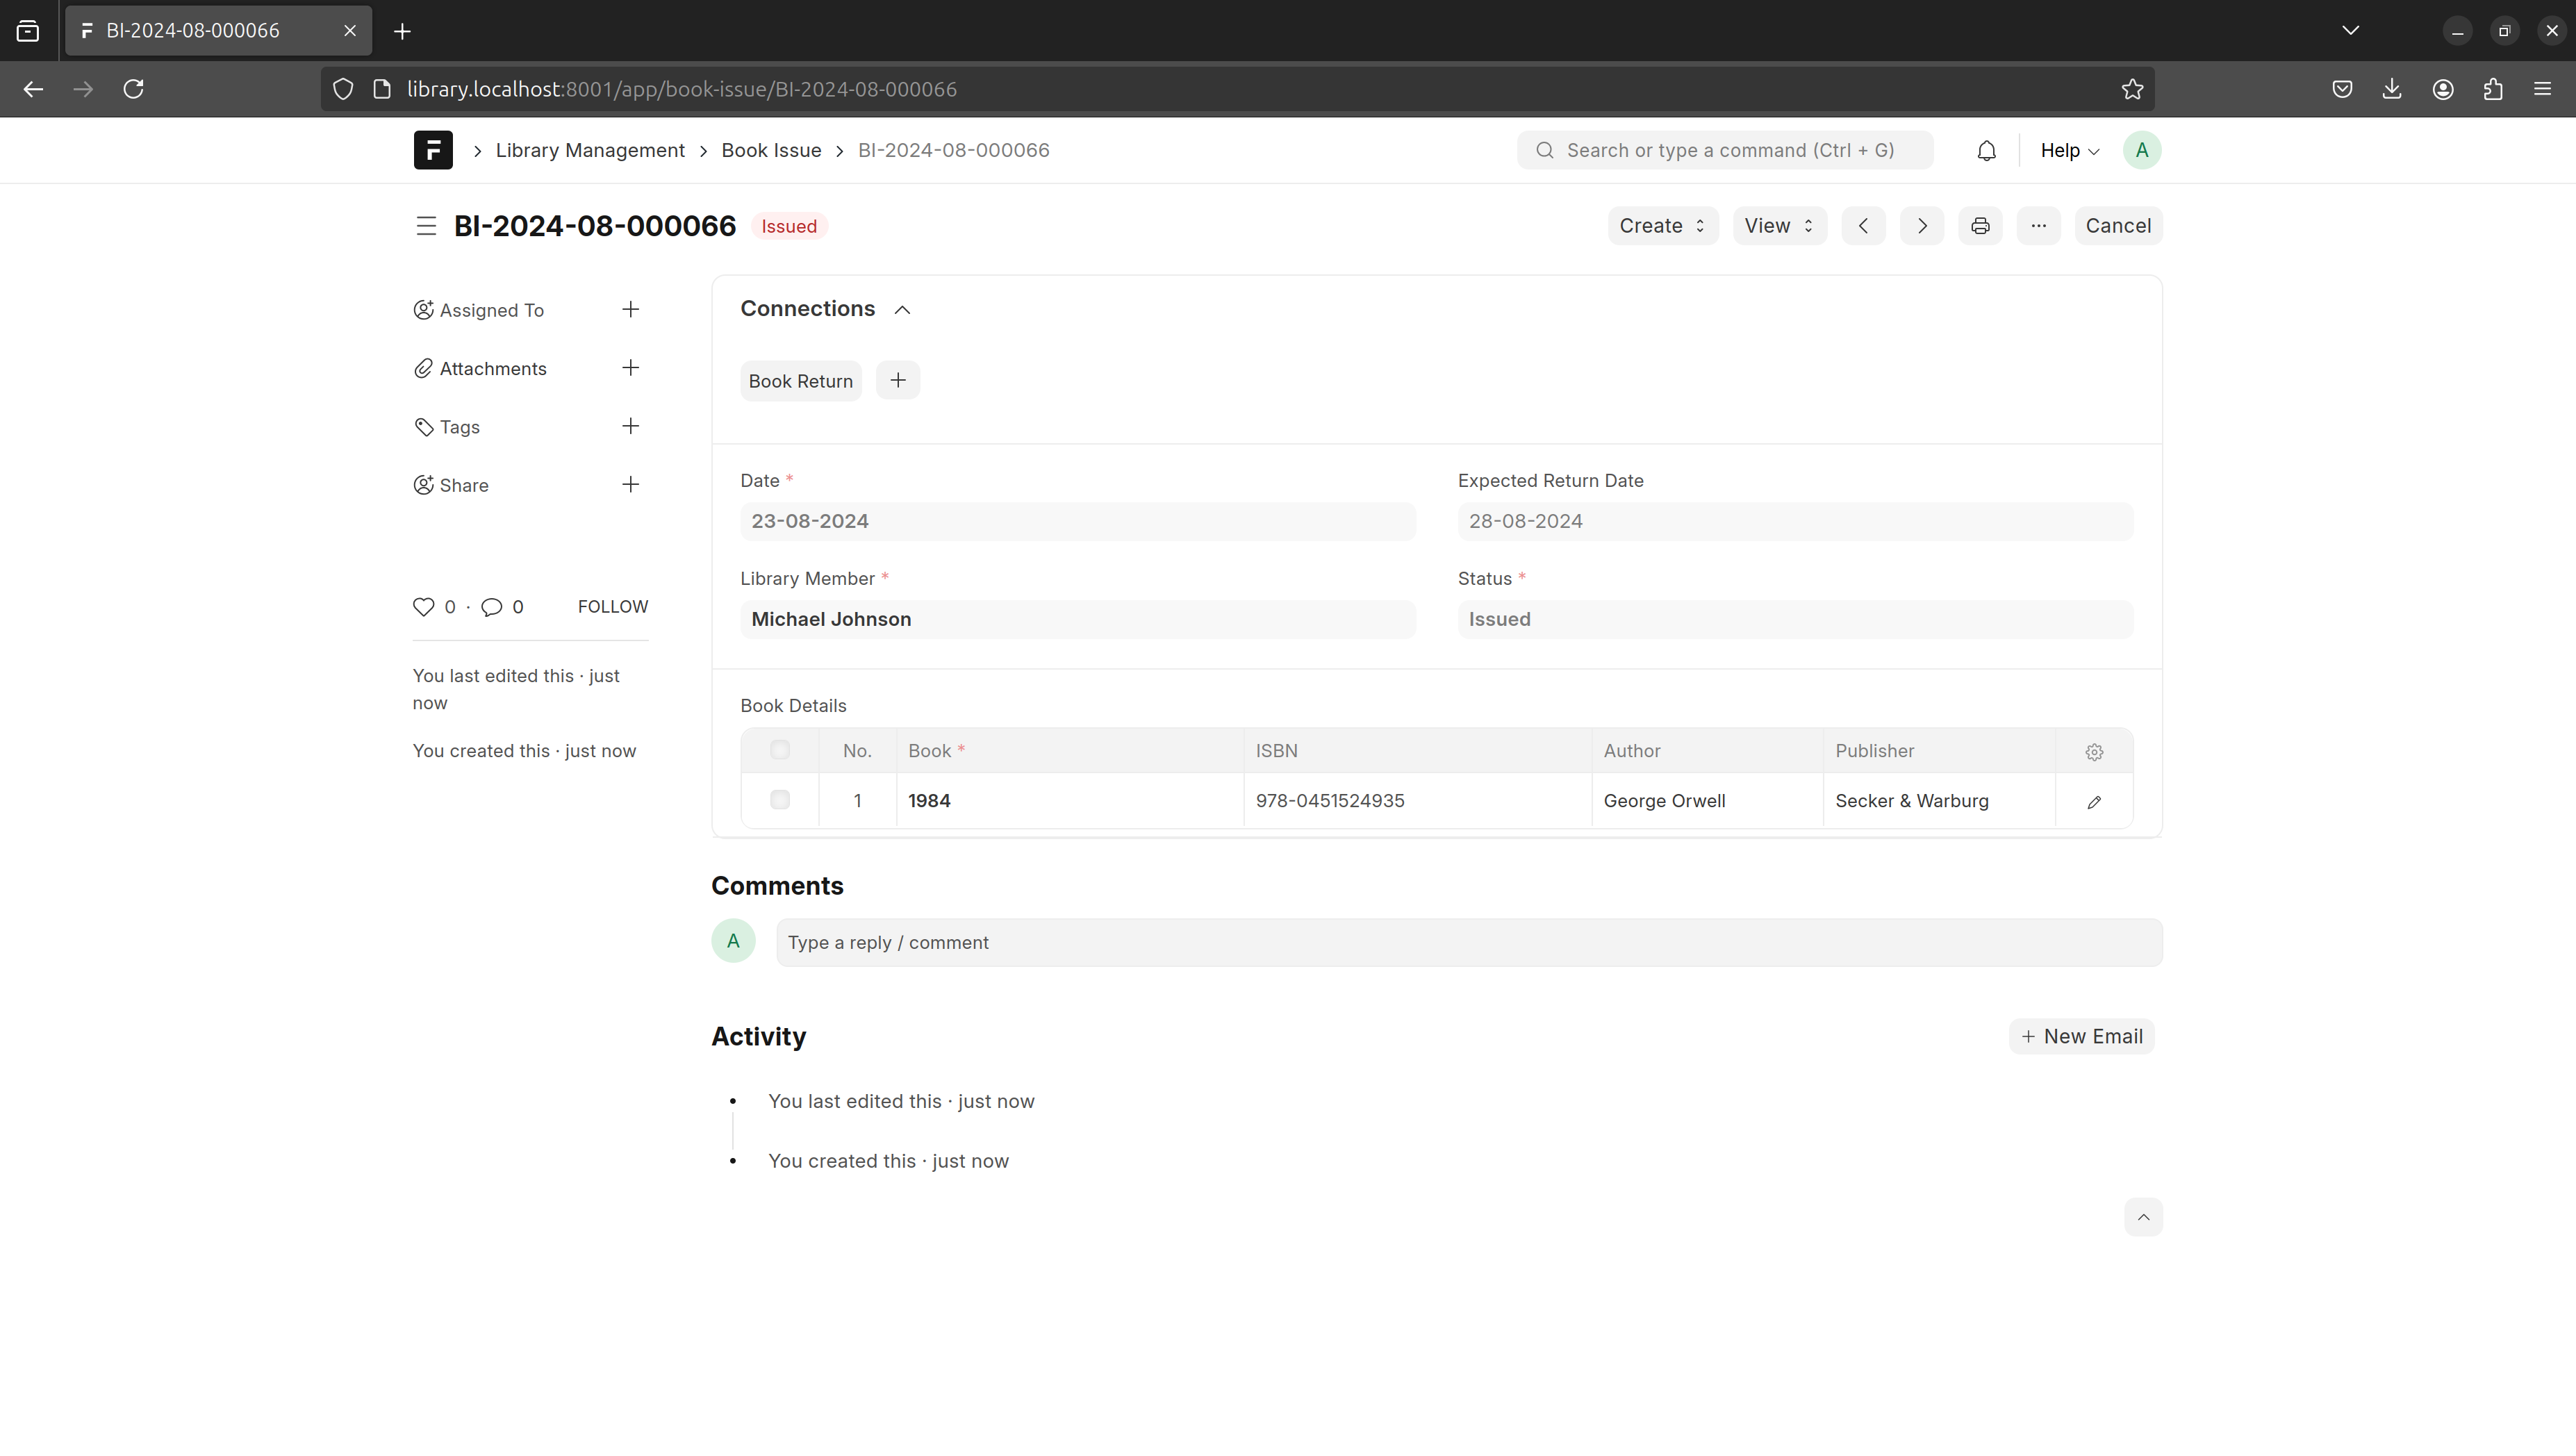 BI-2024-08-000066
library.localhost:8001/app/book-issue/BI-2024-08-000066
Library Management Book Issue BI-2024-08-000066
Search or type a command (Ctrl + G)
Help
A
BI-2024-08-000066 Issued
Create View ... Cancel
Assigned To
Attachments
Tags
Share
0 · 0 FOLLOW
You last edited this · just
now
You created this · just now
Connections
Book Return
Date *
23-08-2024
Expected Return Date
28-08-2024
Library Member *
Michael Johnson
Status *
Issued
Book Details
No. Book * ISBN Author Publisher
1 1984 978-0451524935 George Orwell Secker & Warburg
Comments
A
Type a reply / comment
Activity
+ New Email
You last edited this · just now
You created this · just now